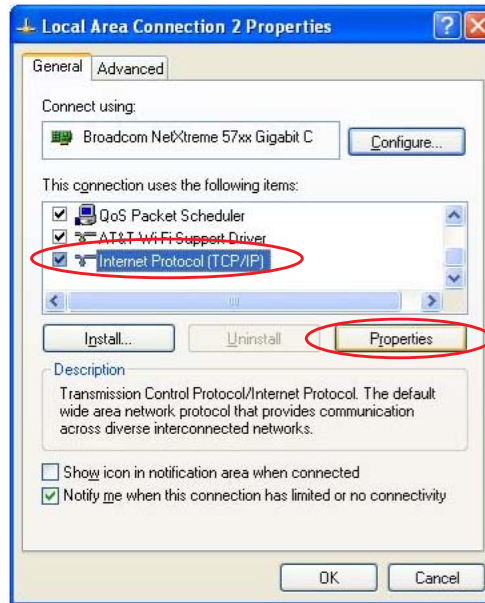 Local Area Connection 2 Properties
General Advanced
Connect using:
Broadcom NetXtreme 57xx Gigabit C Configure...
This connection uses the following items:
QoS Packet Scheduler
AT&T Wi Fi Support Driver
Internet Protocol (TCP/IP)
Install... Uninstall Properties
Description
Transmission Control Protocol/Internet Protocol. The default
wide area network protocol that provides communication
across diverse interconnected networks.
Show icon in notification area when connected
Notify me when this connection has limited or no connectivity
OK Cancel